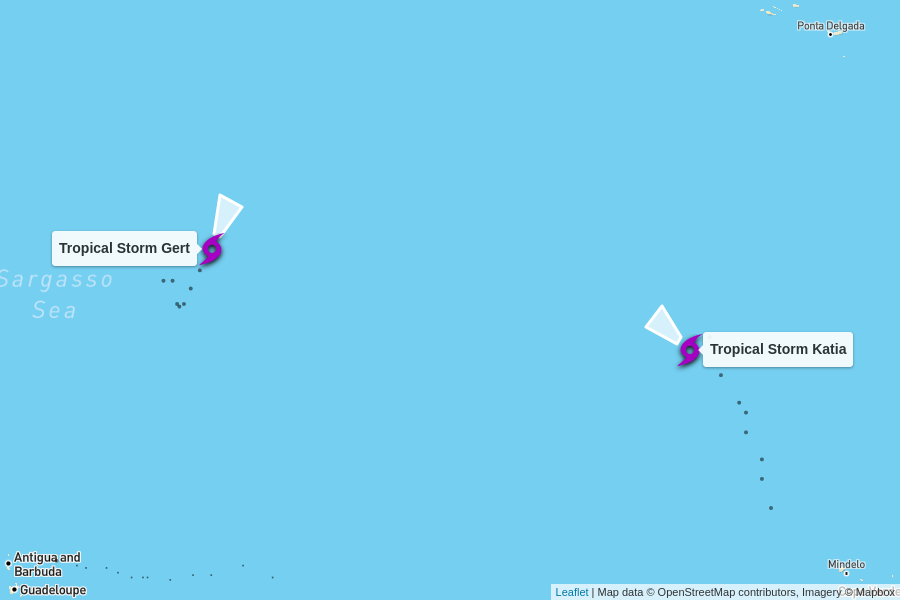 Ponta Delgada
Tropical Storm Gert
Sargasso
Sea
Tropical Storm Katia
Antigua and
Barbuda
Guadeloupe
Mindelo
Leaflet | Map data © OpenStreetMap contributors, Imagery © Mapbox